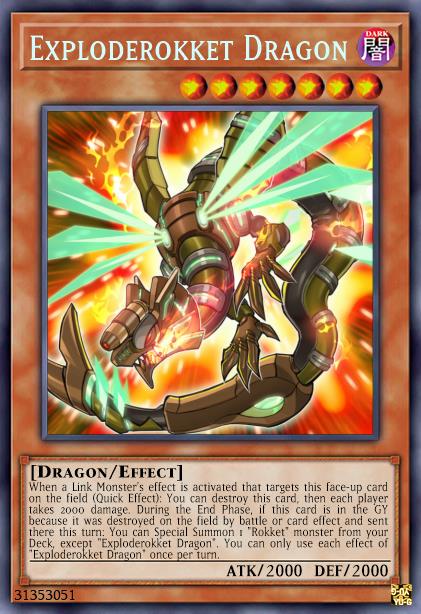 Exploderokket Dragon
DARK
闇
[Dragon/Effect]
When a Link Monster's effect is activated that targets this face-up card
on the field (Quick Effect): You can destroy this card, then each player
takes 2000 damage. During the End Phase, if this card is in the GY
because it was destroyed on the field by battle or card effect and sent
there this turn: You can Special Summon 1 "Rokket" monster from
your Deck, except "Exploderokket Dragon". You can only use each effect of
"Exploderokket Dragon" once per turn.
ATK/2000 DEF/2000
31353051